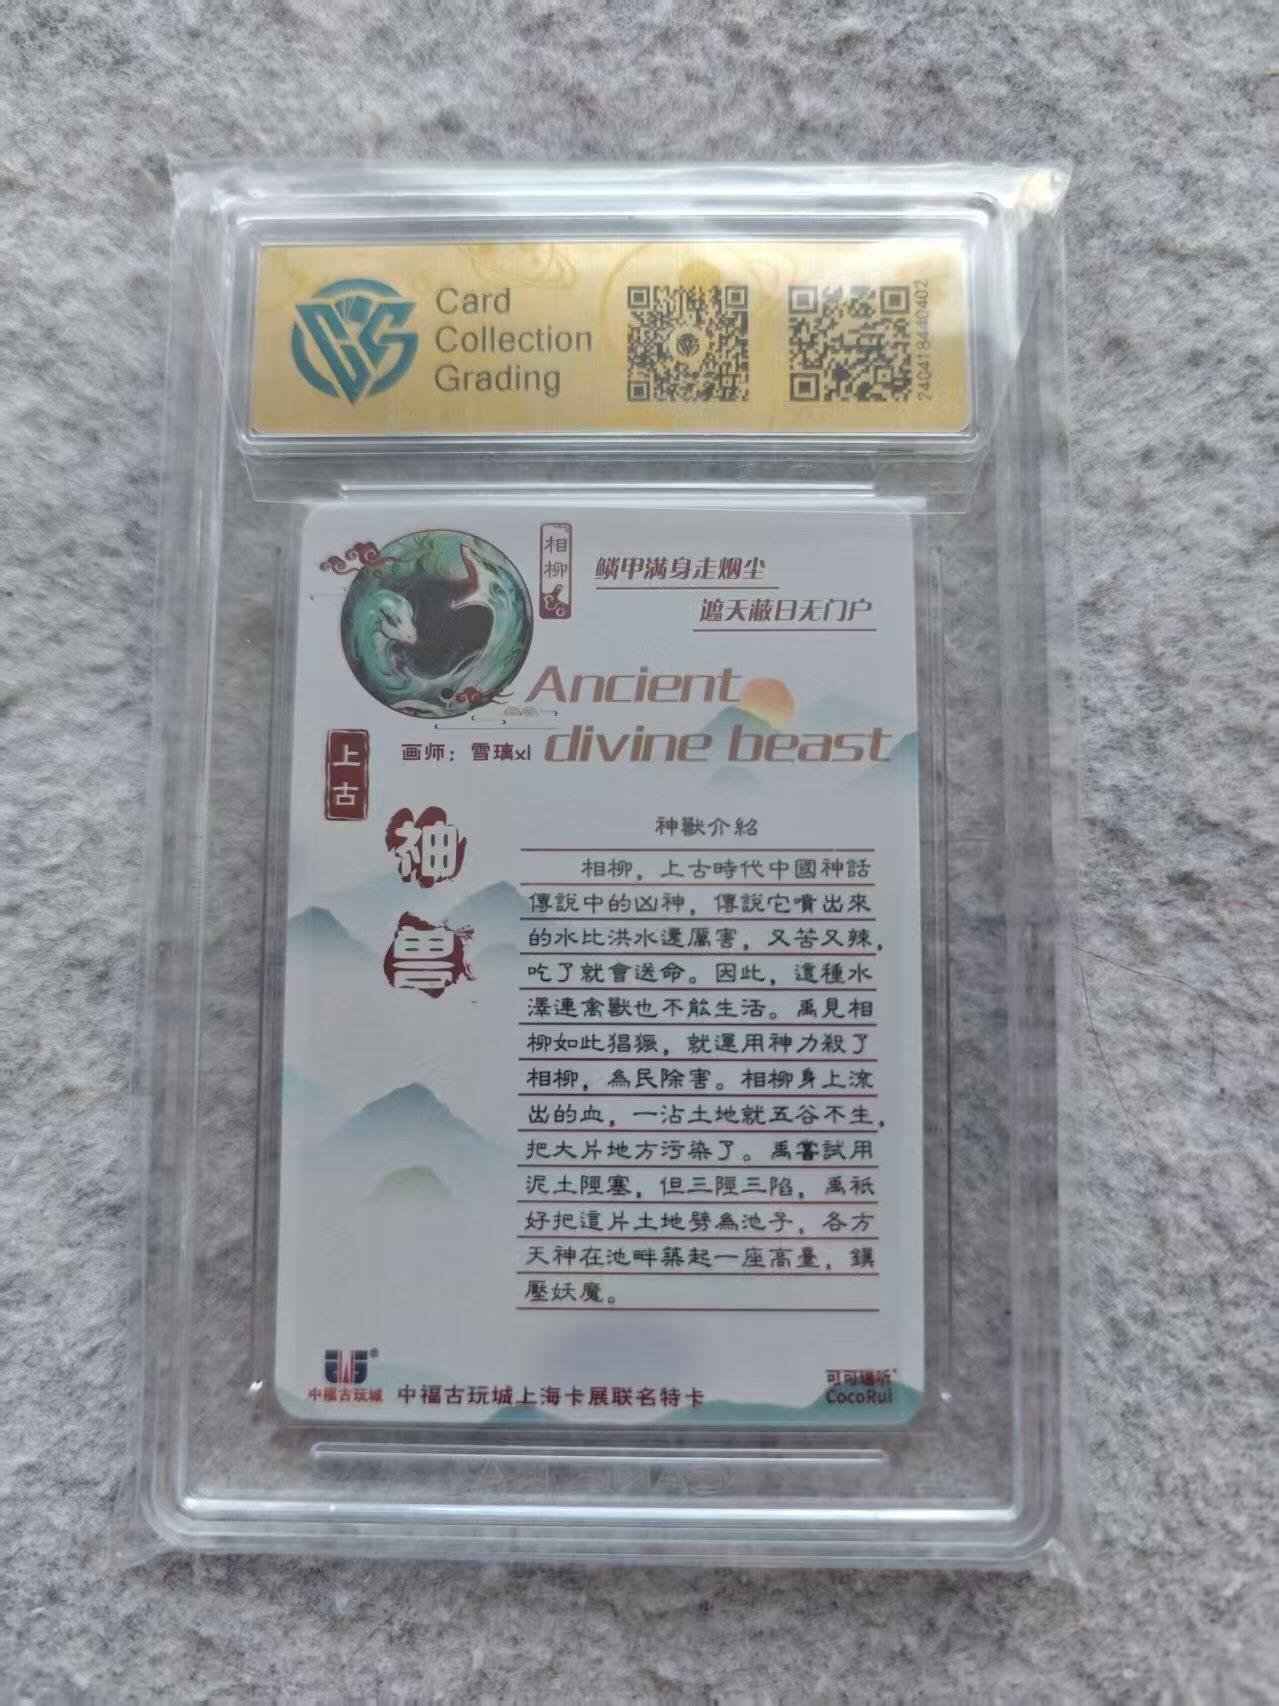 Card
Collection
Grading
240418440402
相柳
鳞甲满身走烟尘
遮天蔽日无门户
Ancient
divine beast
上古
画师：雪璃xl
神兽
神獸介紹
相柳，上古時代中國神話
傳說中的凶神，傳說它噴出來
的水比洪水還厲害，又苦又辣，
吃了就會送命。因此，這種水
澤連禽獸也不能生活。禹見相
柳如此猖獗，就運用神力殺了
相柳，為民除害。相柳身上流
出的血，一沾土地就五谷不生，
把大片地方污染了。禹嘗試用
泥土陘塞，但三陘三陷，禹祇
好把這片土地劈為池子，各方
天神在池畔築起一座高臺，鎮
壓妖魔。
中福古玩城
中福古玩城上海卡展联名特卡
可可瑞昕
CocoRui